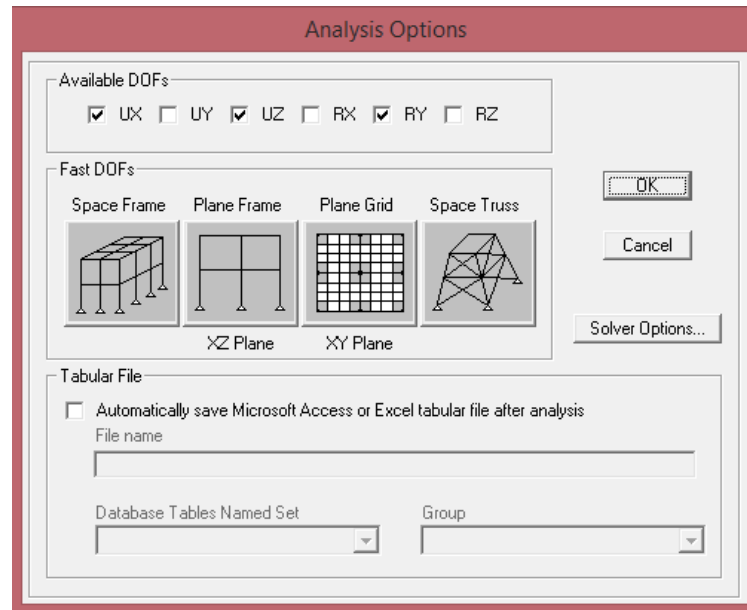 Analysis Options
Available DOFs
UX UY UZ RX RY RZ
Fast DOFs
Space Frame Plane Frame Plane Grid Space Truss
XZ Plane XY Plane
OK
Cancel
Solver Options...
Tabular File
Automatically save Microsoft Access or Excel tabular file after analysis
File name
Database Tables Named Set Group